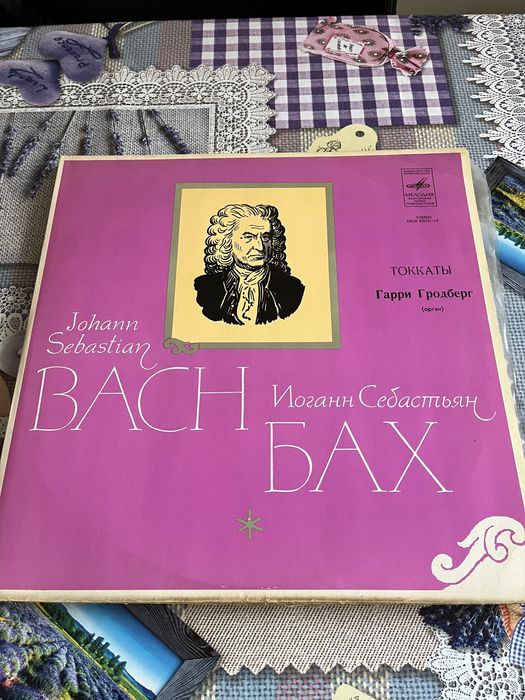 МЕЛОДИЯ
СТЕРЕО
ТОККАТЫ
Гарри Гродберг
(орган)
Johann
Sebastian
BACH
Иоганн Себастьян
БАХ